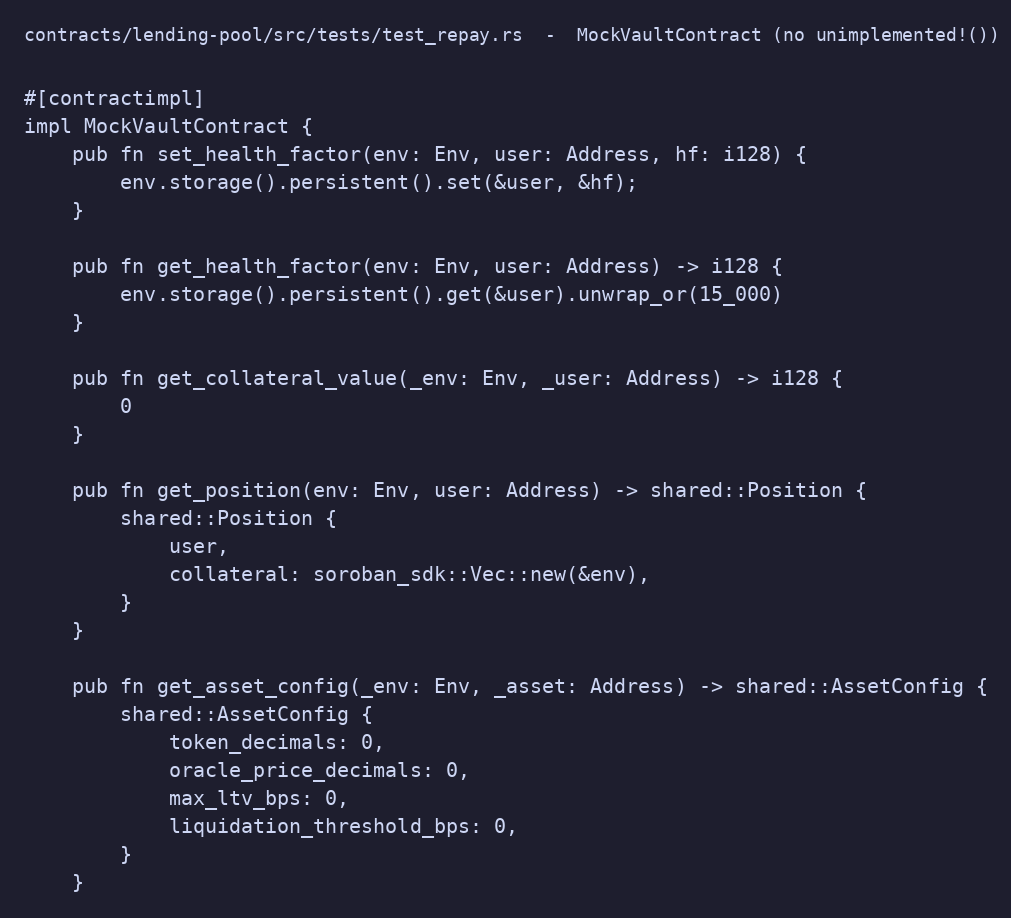 contracts/lending-pool/src/tests/test_repay.rs  -  MockVaultContract (no unimplemented!())
#[contractimpl]
impl MockVaultContract {
    pub fn set_health_factor(env: Env, user: Address, hf: i128) {
        env.storage().persistent().set(&user, &hf);
    }
    pub fn get_health_factor(env: Env, user: Address) -> i128 {
        env.storage().persistent().get(&user).unwrap_or(15_000)
    }
    pub fn get_collateral_value(_env: Env, _user: Address) -> i128 {
        0
    }
    pub fn get_position(env: Env, user: Address) -> shared::Position {
        shared::Position {
            user,
            collateral: soroban_sdk::Vec::new(&env),
        }
    }
    pub fn get_asset_config(_env: Env, _asset: Address) -> shared::AssetConfig {
        shared::AssetConfig {
            token_decimals: 0,
            oracle_price_decimals: 0,
            max_ltv_bps: 0,
            liquidation_threshold_bps: 0,
        }
    }